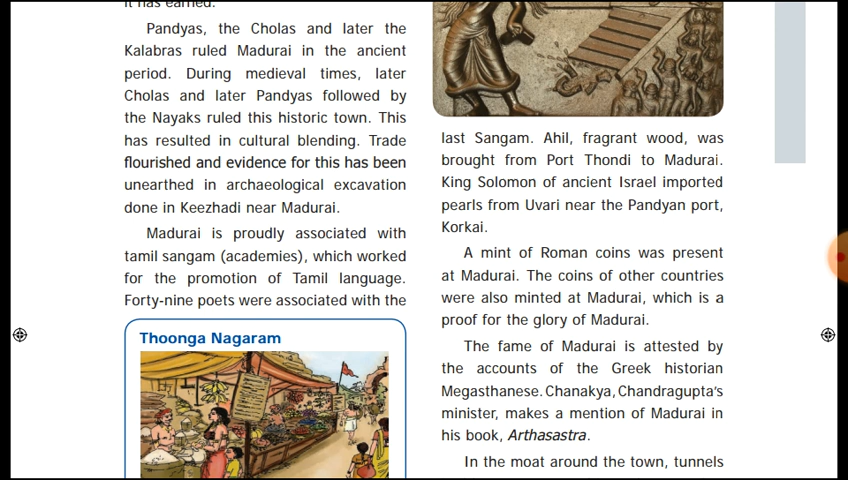 it has earned.
Pandyas, the Cholas and later the
Kalabras ruled Madurai in the ancient
period. During medieval times, later
Cholas and later Pandyas followed by
the Nayaks ruled this historic town. This
has resulted in cultural blending. Trade
flourished and evidence for this has been
unearthed in archaeological excavation
done in Keezhadi near Madurai.
Madurai is proudly associated with
tamil sangam (academies), which worked
for the promotion of Tamil language.
Forty-nine poets were associated with the
Thoonga Nagaram
last Sangam. Ahil, fragrant wood, was
brought from Port Thondi to Madurai.
King Solomon of ancient Israel imported
pearls from Uvari near the Pandyan port,
Korkai.
A mint of Roman coins was present
at Madurai. The coins of other countries
were also minted at Madurai, which is a
proof for the glory of Madurai.
The fame of Madurai is attested by
the accounts of the Greek historian
Megasthanese. Chanakya, Chandragupta's
minister, makes a mention of Madurai in
his book, Arthasastra.
In the moat around the town, tunnels